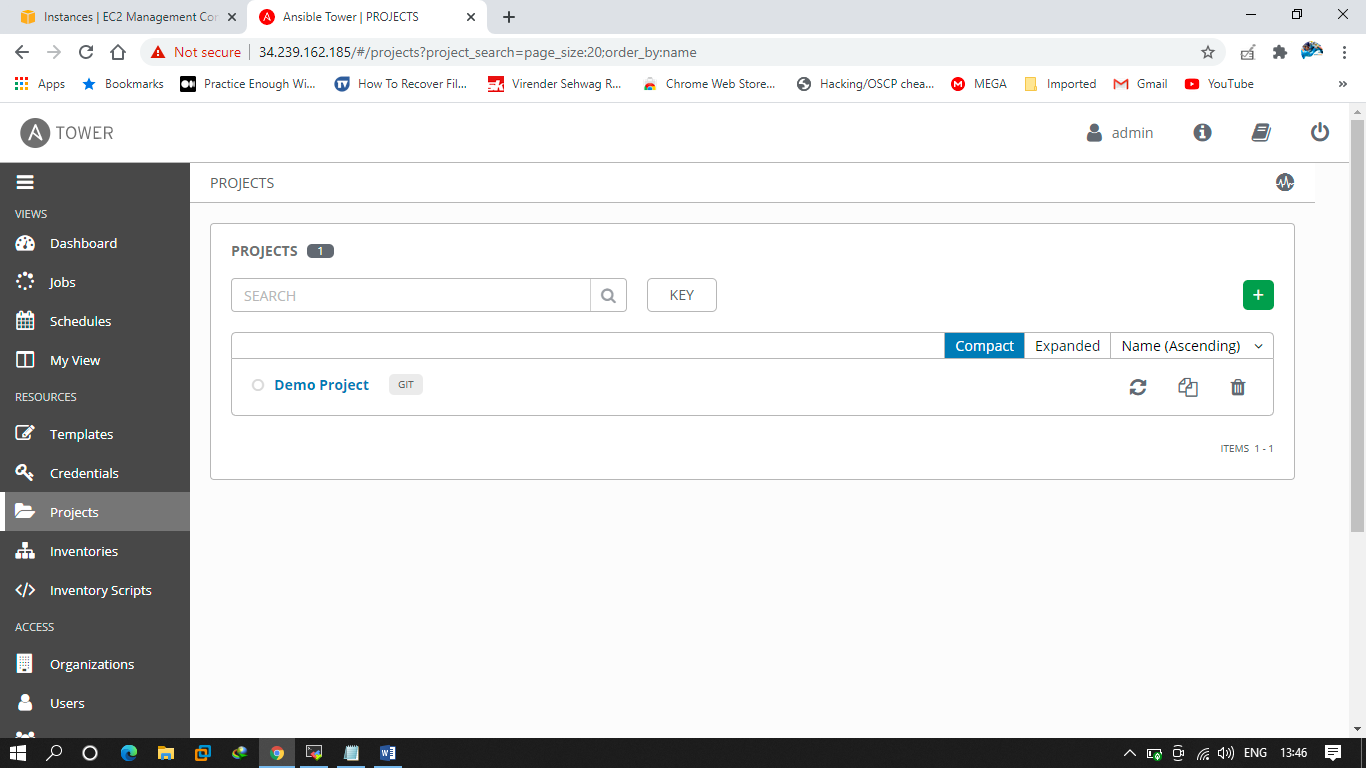 Instances | EC2 Management Cor
Ansible Tower | PROJECTS
Not secure
34.239.162.185/#/projects?project_search=page_size:20;order_by:name
Apps
Bookmarks
Practice Enough Wi...
How To Recover Fil...
Virender Sehwag R...
Chrome Web Store...
Hacking/OSCP chea...
MEGA
Imported
Gmail
YouTube
»
A TOWER
admin
VIEWS
Dashboard
Jobs
Schedules
My View
RESOURCES
Templates
Credentials
Projects
Inventories
Inventory Scripts
ACCESS
Organizations
Users
PROJECTS
PROJECTS 1
SEARCH
KEY
+
Compact
Expanded
Name (Ascending)
Demo Project
GIT
ITEMS 1 - 1
ENG
13:46